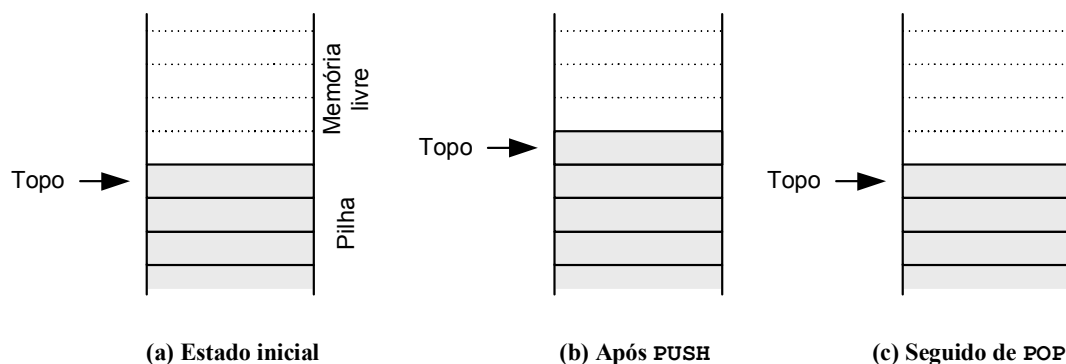 Memória
livre
Topo
Pilha
Topo
Topo
(a) Estado inicial
(b) Após PUSH
(c) Seguido de POP